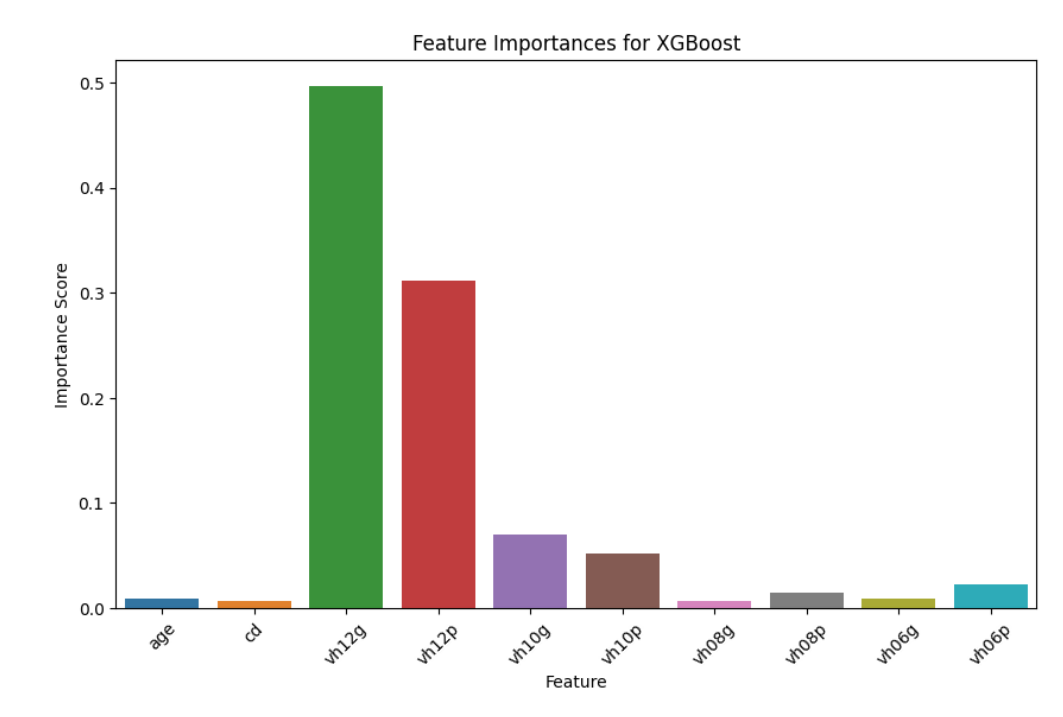 Feature Importances for XGBoost
Importance Score
0.5
0.4
0.3
0.2
0.1
0.0
age
cd
vh12g
vh12p
vh10g
vh10p
vh08g
vh08p
vh06g
vh06p
Feature